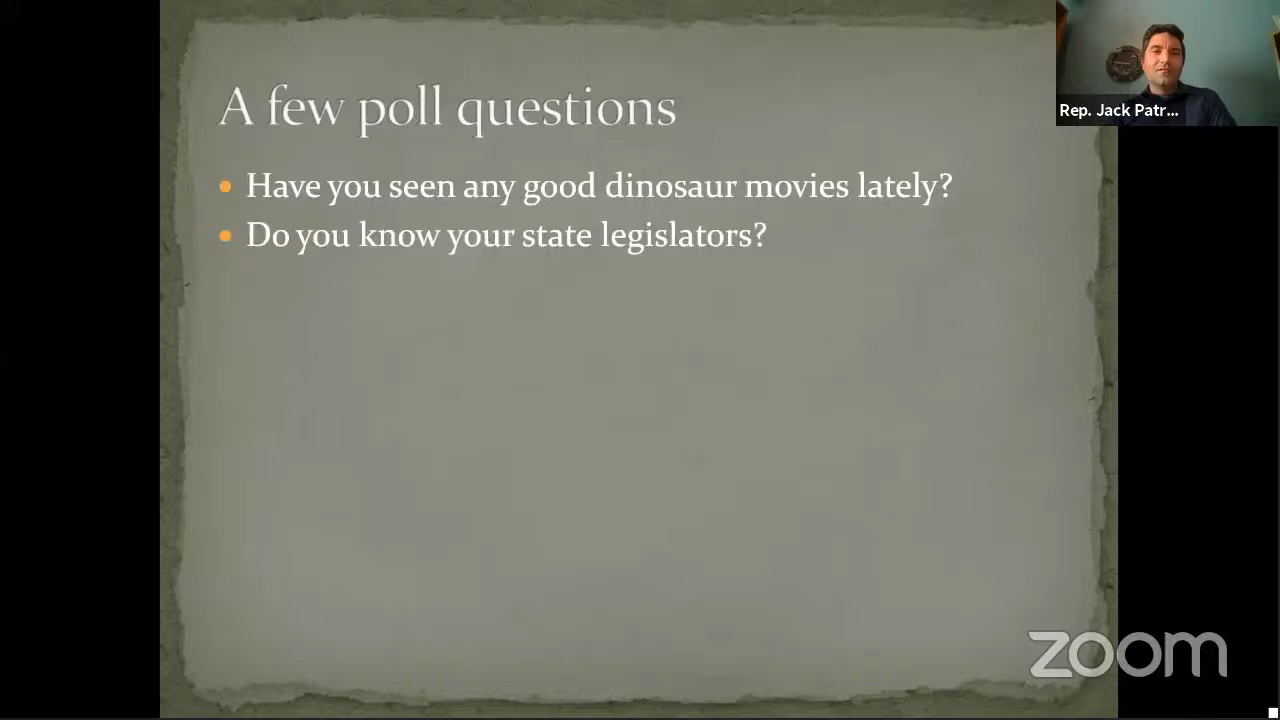 A few poll questions
Rep. Jack Patr...
• Have you seen any good dinosaur movies lately?
• Do you know your state legislators?
zoom